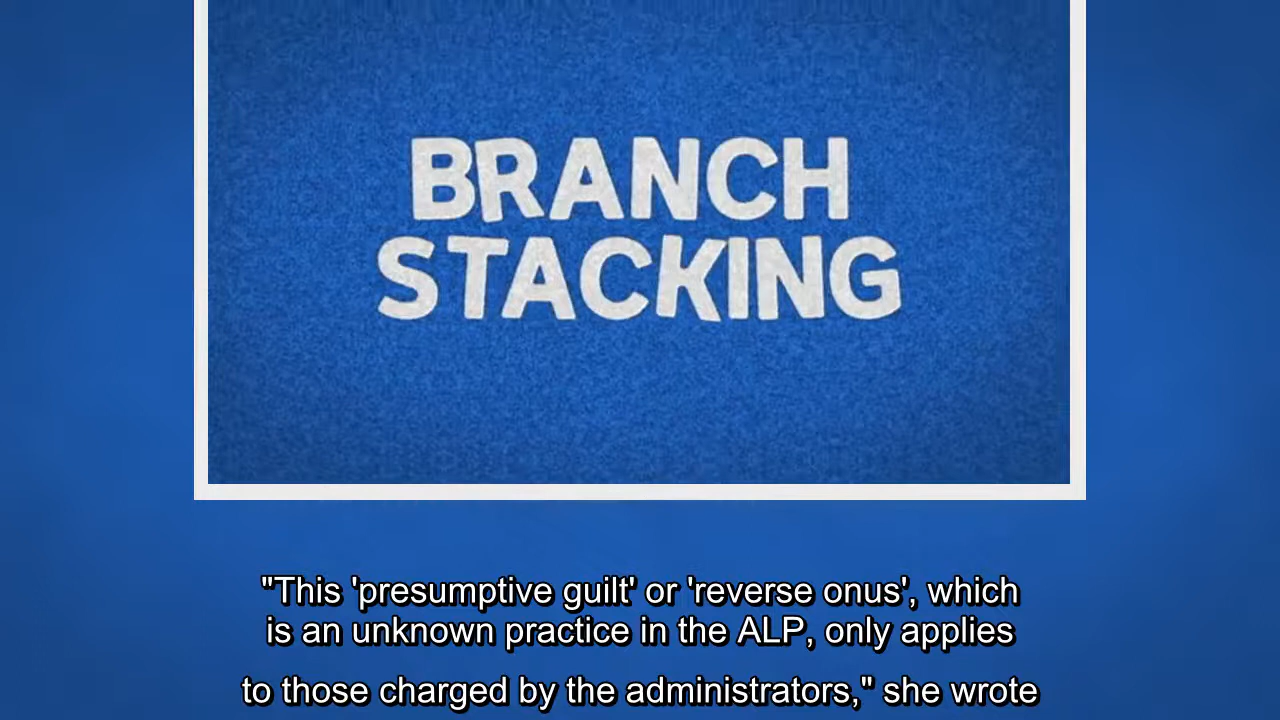 BRANCH
STACKING
"This 'presumptive guilt' or 'reverse onus', which
is an unknown practice in the ALP, only applies
to those charged by the administrators," she wrote